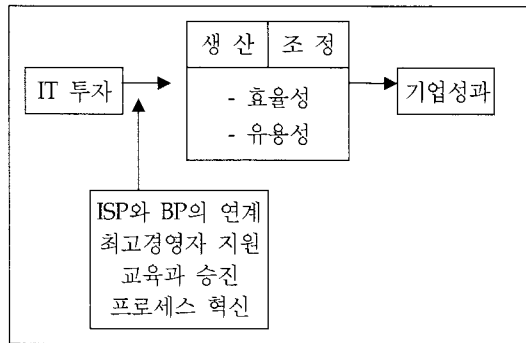 생 산 조 정
IT 투자
- 효율성
- 유용성
기업성과
ISP와 BP의 연계
최고경영자 지원
교육과 승진
프로세스 혁신